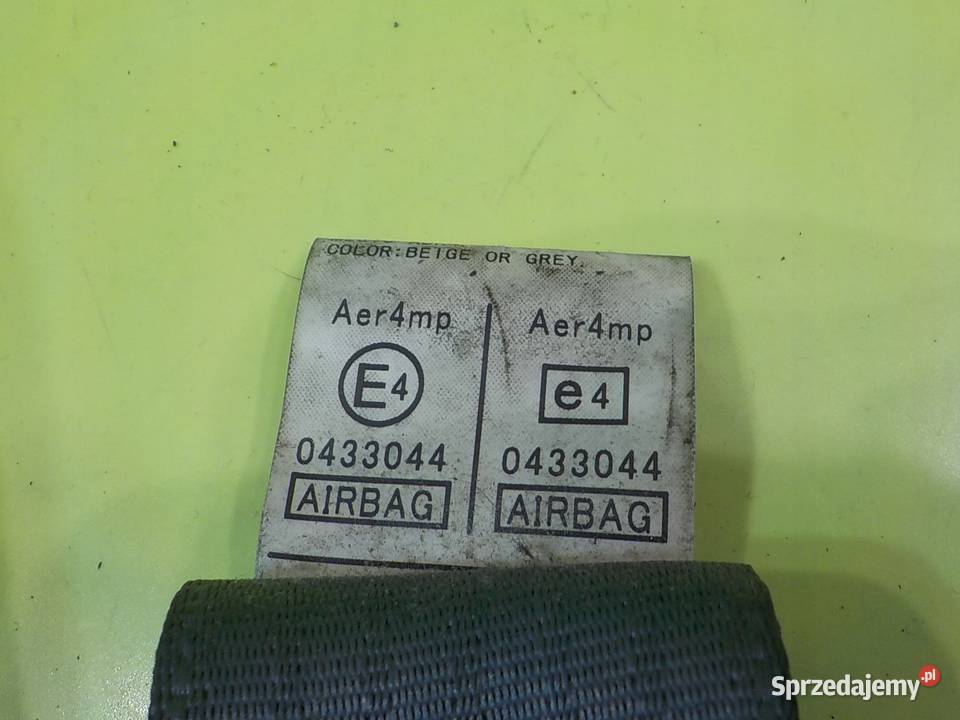 COLOR:BEIGE OR GREY
Aer4mp
E4
0433044
AIRBAG
Aer4mp
e4
0433044
AIRBAG
Sprzedajemy.pl